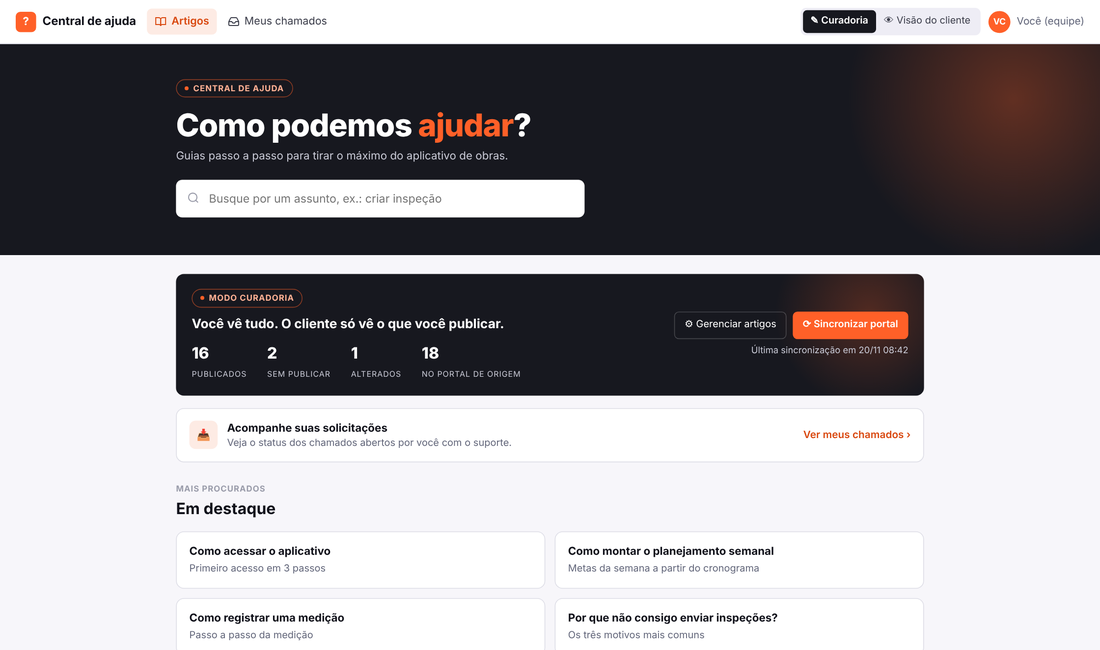 ? Central de ajuda Artigos Meus chamados ✎ Curadoria 👁 Visão do cliente VC Você (equipe)
CENTRAL DE AJUDA
Como podemos ajudar?
Guias passo a passo para tirar o máximo do aplicativo de obras.
Busque por um assunto, ex.: criar inspeção
MODO CURADORIA
Você vê tudo. O cliente só vê o que você publicar.
16 2 1 18
PUBLICADOS SEM PUBLICAR ALTERADOS NO PORTAL DE ORIGEM
⚙ Gerenciar artigos ⟳ Sincronizar portal
Última sincronização em 20/11 08:42
Acompanhe suas solicitações
Veja o status dos chamados abertos por você com o suporte.
Ver meus chamados ›
MAIS PROCURADOS
Em destaque
Como acessar o aplicativo
Primeiro acesso em 3 passos
Como montar o planejamento semanal
Metas da semana a partir do cronograma
Como registrar uma medição
Passo a passo da medição
Por que não consigo enviar inspeções?
Os três motivos mais comuns